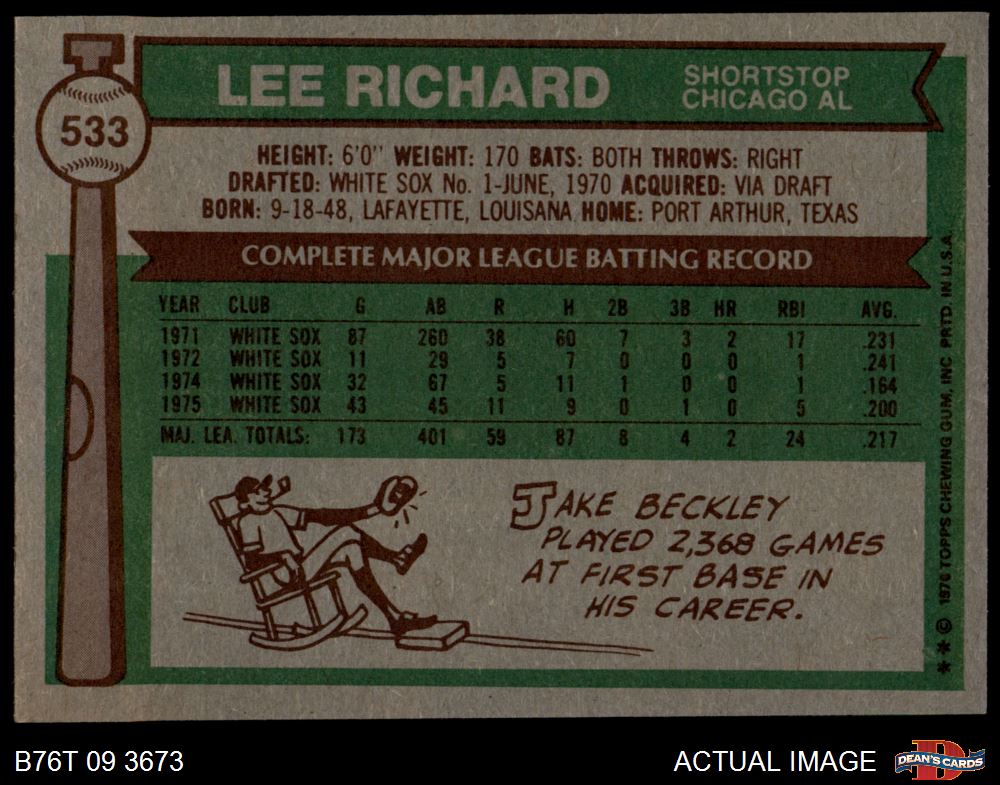 533
LEE RICHARD
SHORTSTOP
CHICAGO AL
HEIGHT: 6'0" WEIGHT: 170 BATS: BOTH THROWS: RIGHT
DRAFTED: WHITE SOX No. 1-JUNE, 1970 ACQUIRED: VIA DRAFT
BORN: 9-18-48, LAFAYETTE, LOUISANA HOME: PORT ARTHUR, TEXAS
COMPLETE MAJOR LEAGUE BATTING RECORD
YEAR CLUB G AB R H 2B 3B HR RBI AVG.
1971 WHITE SOX 87 260 38 60 7 3 2 17 .231
1972 WHITE SOX 11 29 5 7 0 0 0 1 .241
1974 WHITE SOX 32 67 5 11 1 0 0 1 .164
1975 WHITE SOX 43 45 11 9 0 1 0 5 .200
MAJ. LEA. TOTALS: 173 401 59 87 8 4 2 24 .217
JAKE BECKLEY
PLAYED 2,368 GAMES
AT FIRST BASE IN
HIS CAREER.
** © 1976 TOPPS CHEWING GUM, INC. PRTD. IN U.S.A.
B76T 09 3673
ACTUAL IMAGE
D
DEAN'S CARDS